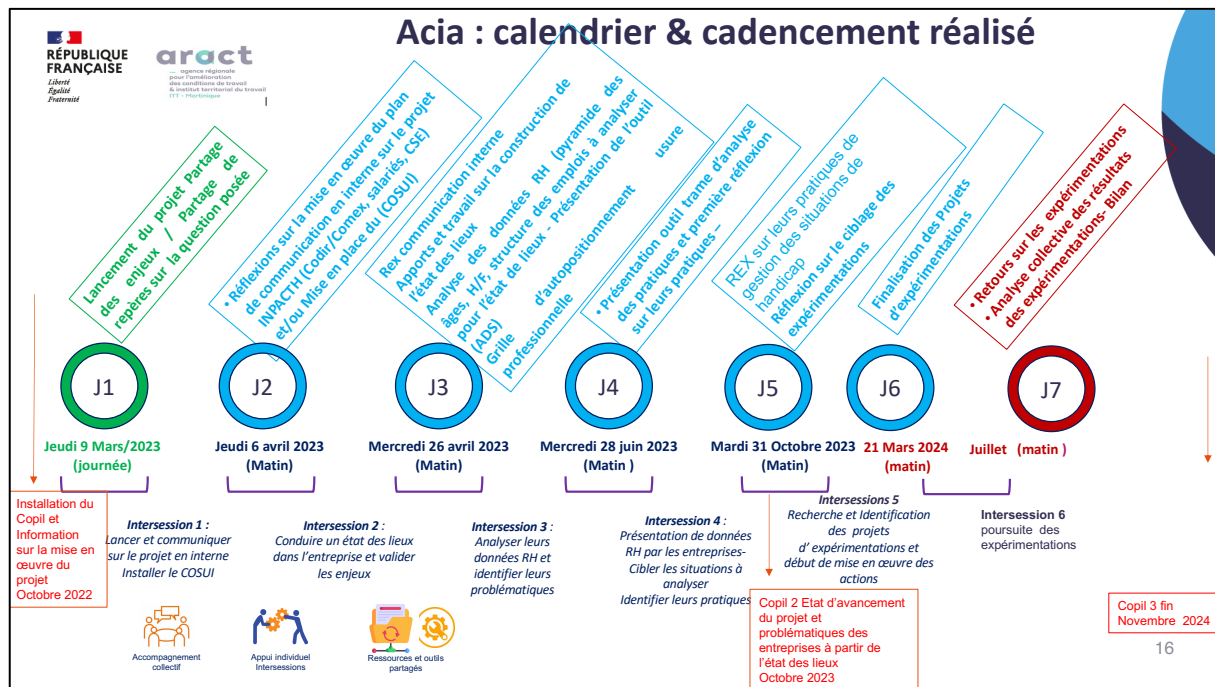 Acia : calendrier & cadencement réalisé
RÉPUBLIQUE
FRANÇAISE
Liberté
Égalité
Fraternité
aract
agence régionale
pour l'amélioration
des conditions de travail
& institut territorial du travail
ITT - Martinique
Lancement du projet Partage
des enjeux / Partage de
repères sur la question posée
• Réflexions sur la mise en œuvre du plan
de communication en interne sur le projet
INPACTH (Codir/Comex, salariés, CSE)
et/ou Mise en place du (COSUI)
Rex communication interne
Apports et travail sur la construction de
l'état des lieux
Analyse des données RH (pyramide des
âges, H/F, structure des emplois à analyser
pour l'état de lieux - Présentation de l'outil
(ADS)
Grille d'autopositionnement usure
professionnelle
• Présentation outil trame d'analyse
des pratiques et première réflexion
sur leurs pratiques –
REX sur leurs pratiques de
gestion des situations de
handicap
Réflexion sur le ciblage des
expérimentations
Finalisation des Projets
d'expérimentations
• Retours sur les expérimentations
• Analyse collective des résultats
des expérimentations- Bilan
J1
J2
J3
J4
J5
J6
J7
Jeudi 9 Mars/2023
(journée)
Jeudi 6 avril 2023
(Matin)
Mercredi 26 avril 2023
(Matin)
Mercredi 28 juin 2023
(Matin )
Mardi 31 Octobre 2023
(Matin)
21 Mars 2024
(matin)
Juillet (matin )
Installation du
Copil et
Information
sur la mise en
œuvre du
projet
Octobre 2022
Intersession 1 :
Lancer et communiquer
sur le projet en interne
Installer le COSUI
Intersession 2 :
Conduire un état des lieux
dans l'entreprise et valider
les enjeux
Intersession 3 :
Analyser leurs
données RH et
identifier leurs
problématiques
Intersession 4 :
Présentation de données
RH par les entreprises-
Cibler les situations à
analyser
Identifier leurs pratiques
Intersessions 5
Recherche et Identification
des projets
d' expérimentations et
début de mise en œuvre des
actions
Intersession 6
poursuite des
expérimentations
Copil 2 Etat d'avancement
du projet et
problématiques des
entreprises à partir de
l'état des lieux
Octobre 2023
Copil 3 fin
Novembre 2024
Accompagnement
collectif
Appui individuel
Intersessions
Ressources et outils
partagés
16